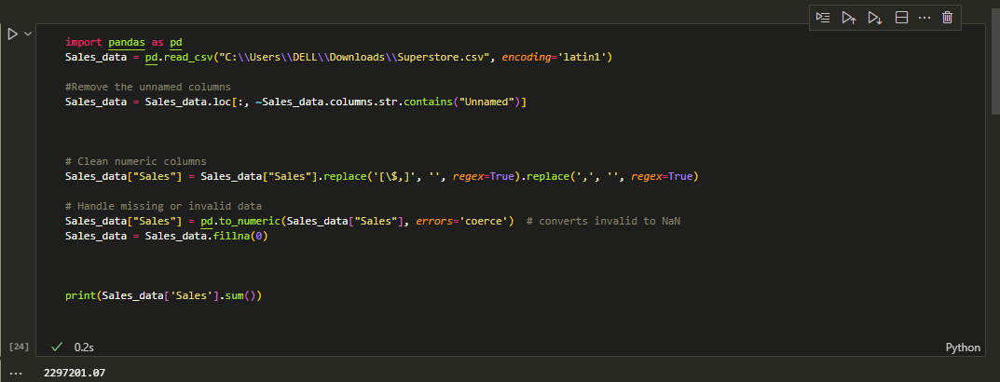 import pandas as pd
Sales_data = pd.read_csv("C:\\Users\\DELL\\Downloads\\Superstore.csv", encoding='latin1')
#Remove the unnamed columns
Sales_data = Sales_data.loc[:, ~Sales_data.columns.str.contains("Unnamed")]
# Clean numeric columns
Sales_data["Sales"] = Sales_data["Sales"].replace('[\$,]', '', regex=True).replace(',', '', regex=True)
# Handle missing or invalid data
Sales_data["Sales"] = pd.to_numeric(Sales_data["Sales"], errors='coerce')  # converts invalid to NaN
Sales_data = Sales_data.fillna(0)
print(Sales_data['Sales'].sum())
[24]
0.2s
Python
2297201.07